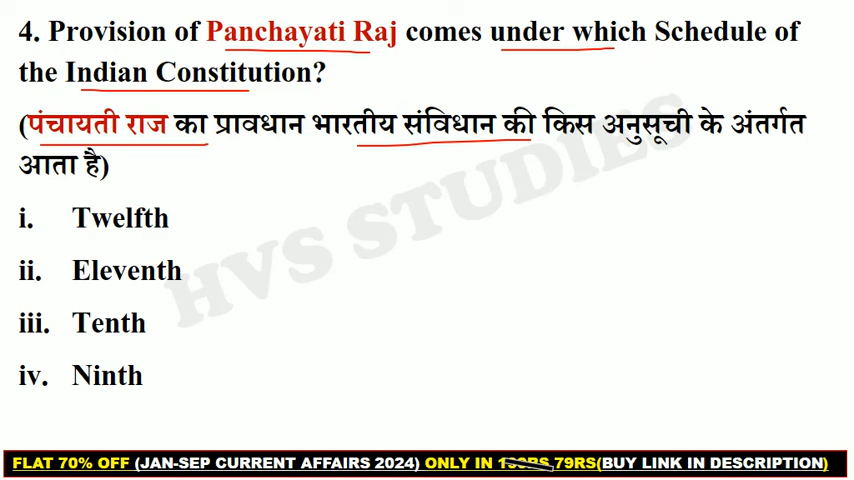 4. Provision of Panchayati Raj comes under which Schedule of
the Indian Constitution?
(पंचायती राज का प्रावधान भारतीय संविधान की किस अनुसूची के अंतर्गत
आता है)
i. Twelfth
ii. Eleventh
iii. Tenth
iv. Ninth
HVS STUDIES
FLAT 70% OFF (JAN-SEP CURRENT AFFAIRS 2024) ONLY IN RS 79RS(BUY LINK IN DESCRIPTION)